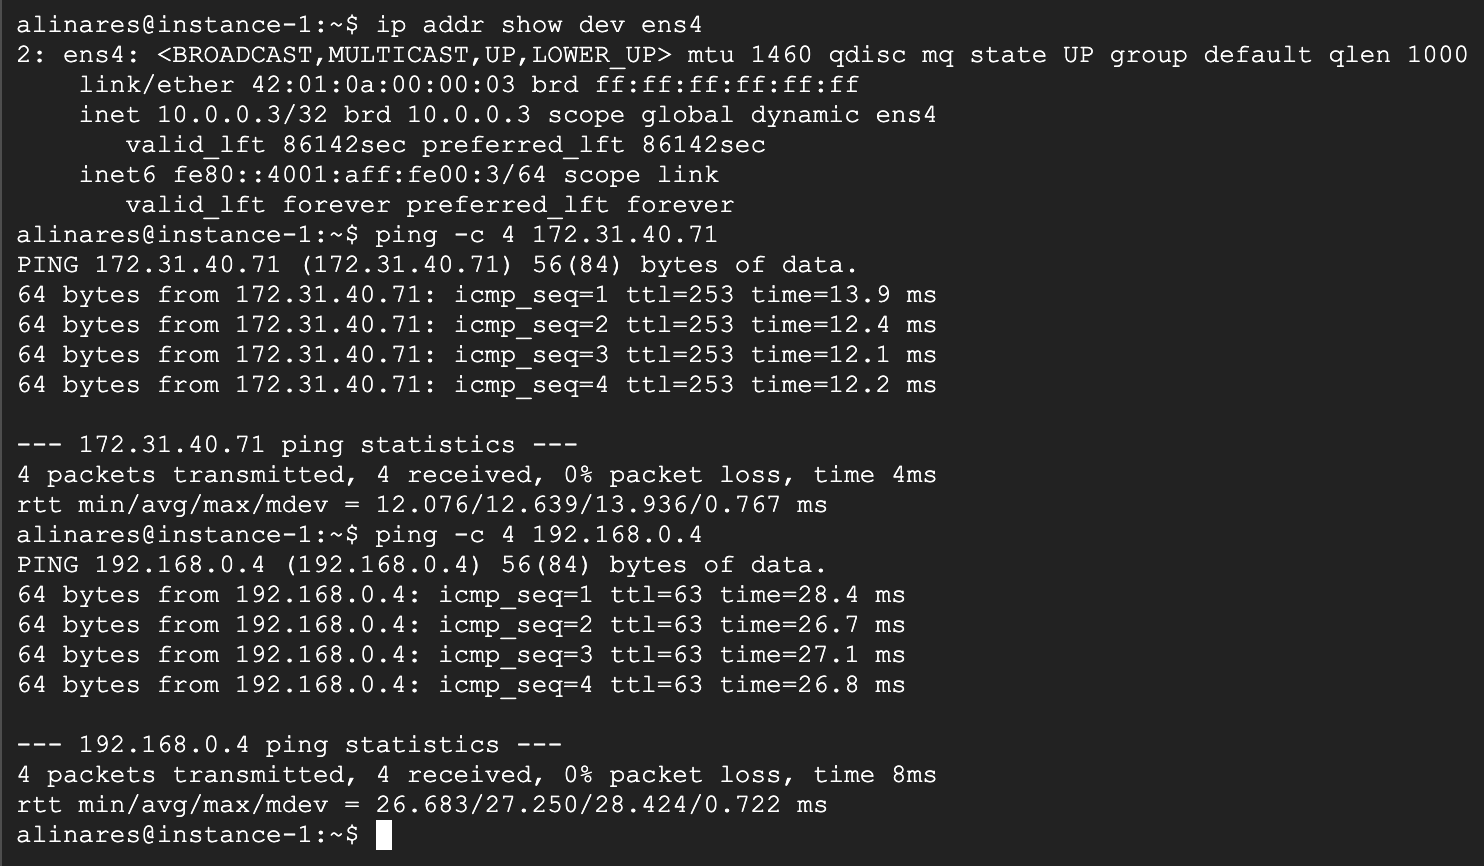 alinares@instance-1:~$ ip addr show dev ens4
2: ens4: <BROADCAST,MULTICAST,UP,LOWER_UP> mtu 1460 qdisc mq state UP group default qlen 1000
    link/ether 42:01:0a:00:00:03 brd ff:ff:ff:ff:ff:ff
    inet 10.0.0.3/32 brd 10.0.0.3 scope global dynamic ens4
       valid_lft 86142sec preferred_lft 86142sec
    inet6 fe80::4001:aff:fe00:3/64 scope link
       valid_lft forever preferred_lft forever
alinares@instance-1:~$ ping -c 4 172.31.40.71
PING 172.31.40.71 (172.31.40.71) 56(84) bytes of data.
64 bytes from 172.31.40.71: icmp_seq=1 ttl=253 time=13.9 ms
64 bytes from 172.31.40.71: icmp_seq=2 ttl=253 time=12.4 ms
64 bytes from 172.31.40.71: icmp_seq=3 ttl=253 time=12.1 ms
64 bytes from 172.31.40.71: icmp_seq=4 ttl=253 time=12.2 ms

--- 172.31.40.71 ping statistics ---
4 packets transmitted, 4 received, 0% packet loss, time 4ms
rtt min/avg/max/mdev = 12.076/12.639/13.936/0.767 ms
alinares@instance-1:~$ ping -c 4 192.168.0.4
PING 192.168.0.4 (192.168.0.4) 56(84) bytes of data.
64 bytes from 192.168.0.4: icmp_seq=1 ttl=63 time=28.4 ms
64 bytes from 192.168.0.4: icmp_seq=2 ttl=63 time=26.7 ms
64 bytes from 192.168.0.4: icmp_seq=3 ttl=63 time=27.1 ms
64 bytes from 192.168.0.4: icmp_seq=4 ttl=63 time=26.8 ms

--- 192.168.0.4 ping statistics ---
4 packets transmitted, 4 received, 0% packet loss, time 8ms
rtt min/avg/max/mdev = 26.683/27.250/28.424/0.722 ms
alinares@instance-1:~$